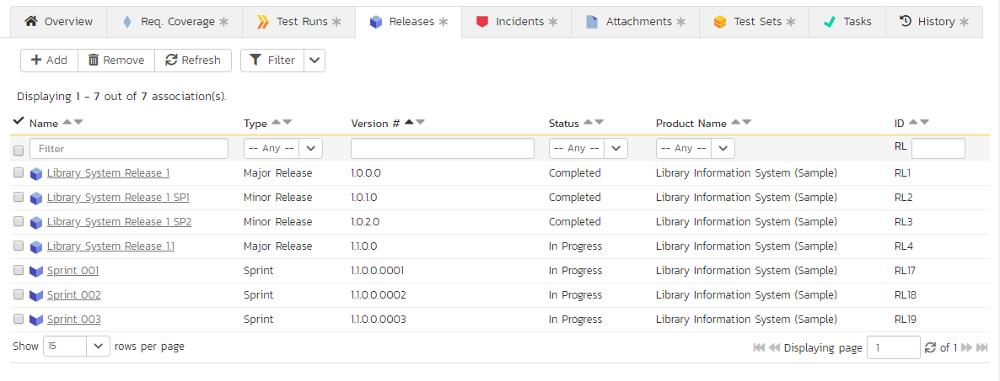 Overview Req. Coverage * Test Runs * Releases * Incidents * Attachments * Test Sets * Tasks History *
Add Remove Refresh Filter
Displaying 1 - 7 out of 7 association(s).
Name Type Version # Status Product Name ID
Filter -- Any -- -- Any -- -- Any -- RL
Library System Release 1 Major Release 1.0.0.0 Completed Library Information System (Sample) RL1
Library System Release 1 SP1 Minor Release 1.0.1.0 Completed Library Information System (Sample) RL2
Library System Release 1 SP2 Minor Release 1.0.2.0 Completed Library Information System (Sample) RL3
Library System Release 1.1 Major Release 1.1.0.0 In Progress Library Information System (Sample) RL4
Sprint 001 Sprint 1.1.0.0.0001 In Progress Library Information System (Sample) RL17
Sprint 002 Sprint 1.1.0.0.0002 In Progress Library Information System (Sample) RL18
Sprint 003 Sprint 1.1.0.0.0003 In Progress Library Information System (Sample) RL19
Show 15 rows per page Displaying page 1 of 1